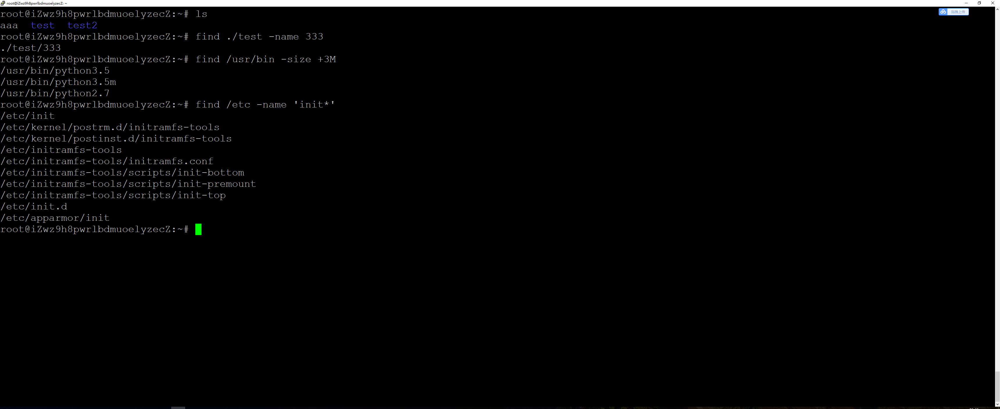 root@iZwz9h8pwrlbdmuoelyzecZ: ~
拖拽上传
root@iZwz9h8pwrlbdmuoelyzecZ:~# ls
aaa  test  test2
root@iZwz9h8pwrlbdmuoelyzecZ:~# find ./test -name 333
./test/333
root@iZwz9h8pwrlbdmuoelyzecZ:~# find /usr/bin -size +3M
/usr/bin/python3.5
/usr/bin/python3.5m
/usr/bin/python2.7
root@iZwz9h8pwrlbdmuoelyzecZ:~# find /etc -name 'init*'
/etc/init
/etc/kernel/postrm.d/initramfs-tools
/etc/kernel/postinst.d/initramfs-tools
/etc/initramfs-tools
/etc/initramfs-tools/initramfs.conf
/etc/initramfs-tools/scripts/init-bottom
/etc/initramfs-tools/scripts/init-premount
/etc/initramfs-tools/scripts/init-top
/etc/init.d
/etc/apparmor/init
root@iZwz9h8pwrlbdmuoelyzecZ:~#